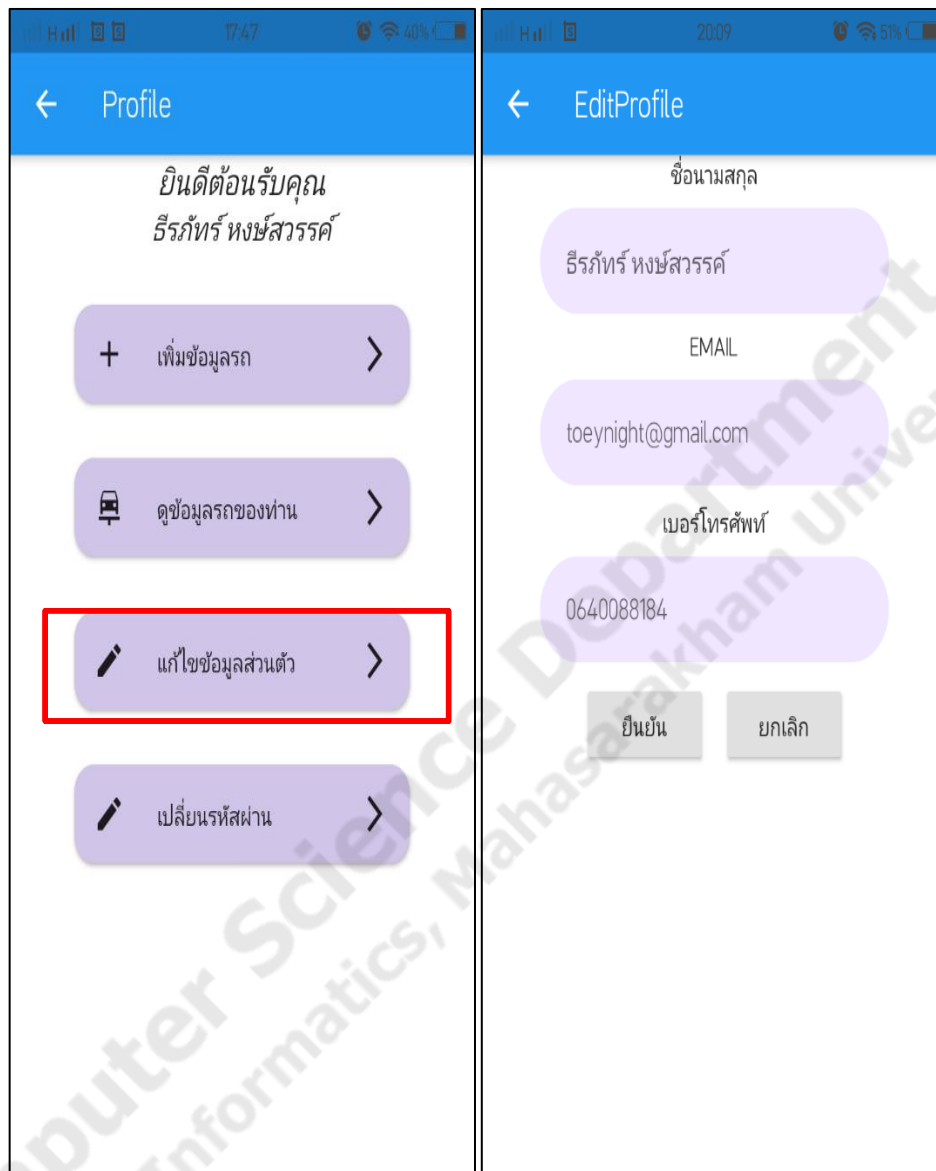 17:47
40%
Profile
ยินดีต้อนรับคุณ
ธีรภัทร์ หงษ์สวรรค์
เพิ่มข้อมูลรถ
ดูข้อมูลรถของท่าน
แก้ไขข้อมูลส่วนตัว
เปลี่ยนรหัสผ่าน
20:09
51%
EditProfile
ชื่อนามสกุล
ธีรภัทร์ หงษ์สวรรค์
EMAIL
toeynight@gmail.com
เบอร์โทรศัพท์
0640088184
ยืนยัน
ยกเลิก
puter Science Department
Informatics, Mahasarakham Univer